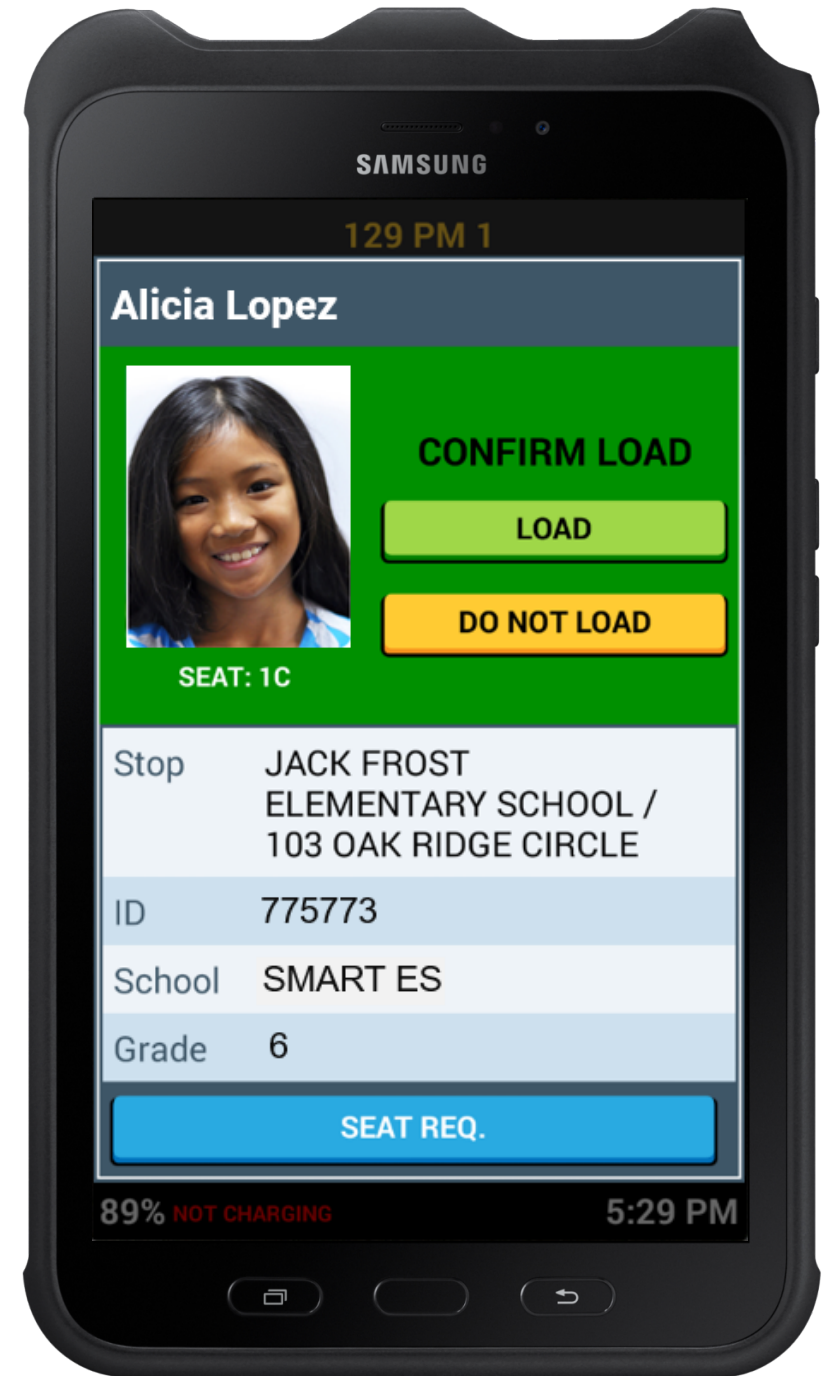 SAMSUNG
129 PM 1
Alicia Lopez
CONFIRM LOAD
LOAD
DO NOT LOAD
SEAT: 1C
Stop JACK FROST
ELEMENTARY SCHOOL /
103 OAK RIDGE CIRCLE
ID 775773
School SMART ES
Grade 6
SEAT REQ.
89% NOT CHARGING 5:29 PM